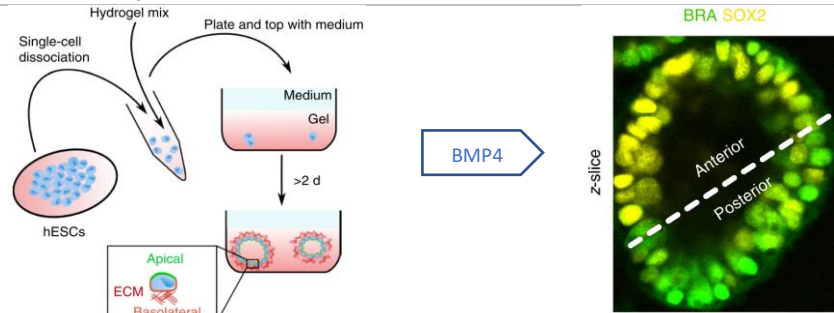 Hydrogel mix
Plate and top with medium
Single-cell
dissociation
Medium
Gel
>2 d
hESCs
Apical
ECM
Basolateral
BMP4
BRA SOX2
z-slice
Anterior
Posterior